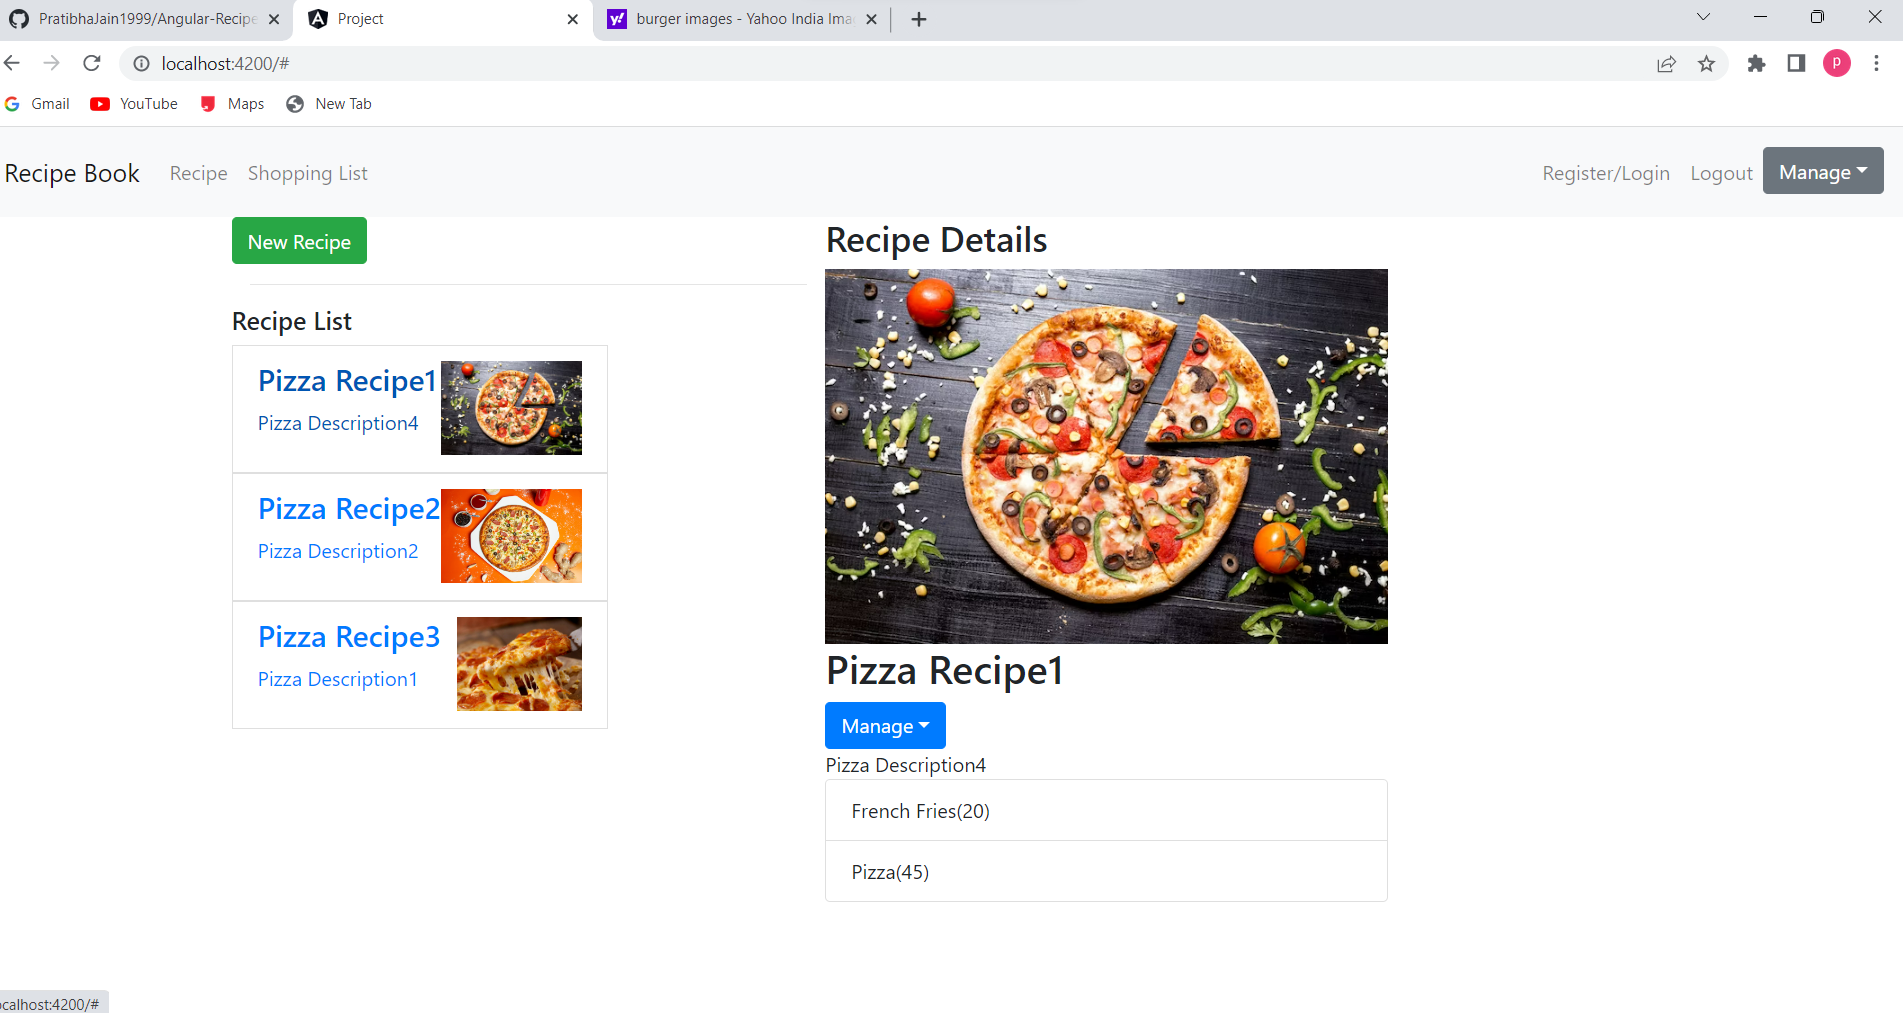 PratibhaJain1999/Angular-Recipe
Project
burger images - Yahoo India Ima
localhost:4200/#
P
Gmail
YouTube
Maps
New Tab
Recipe Book
Recipe
Shopping List
Register/Login
Logout
Manage
New Recipe
Recipe List
Pizza Recipe1
Pizza Description4
Pizza Recipe2
Pizza Description2
Pizza Recipe3
Pizza Description1
Recipe Details
Pizza Recipe1
Manage
Pizza Description4
French Fries(20)
Pizza(45)
ocalhost:4200/#